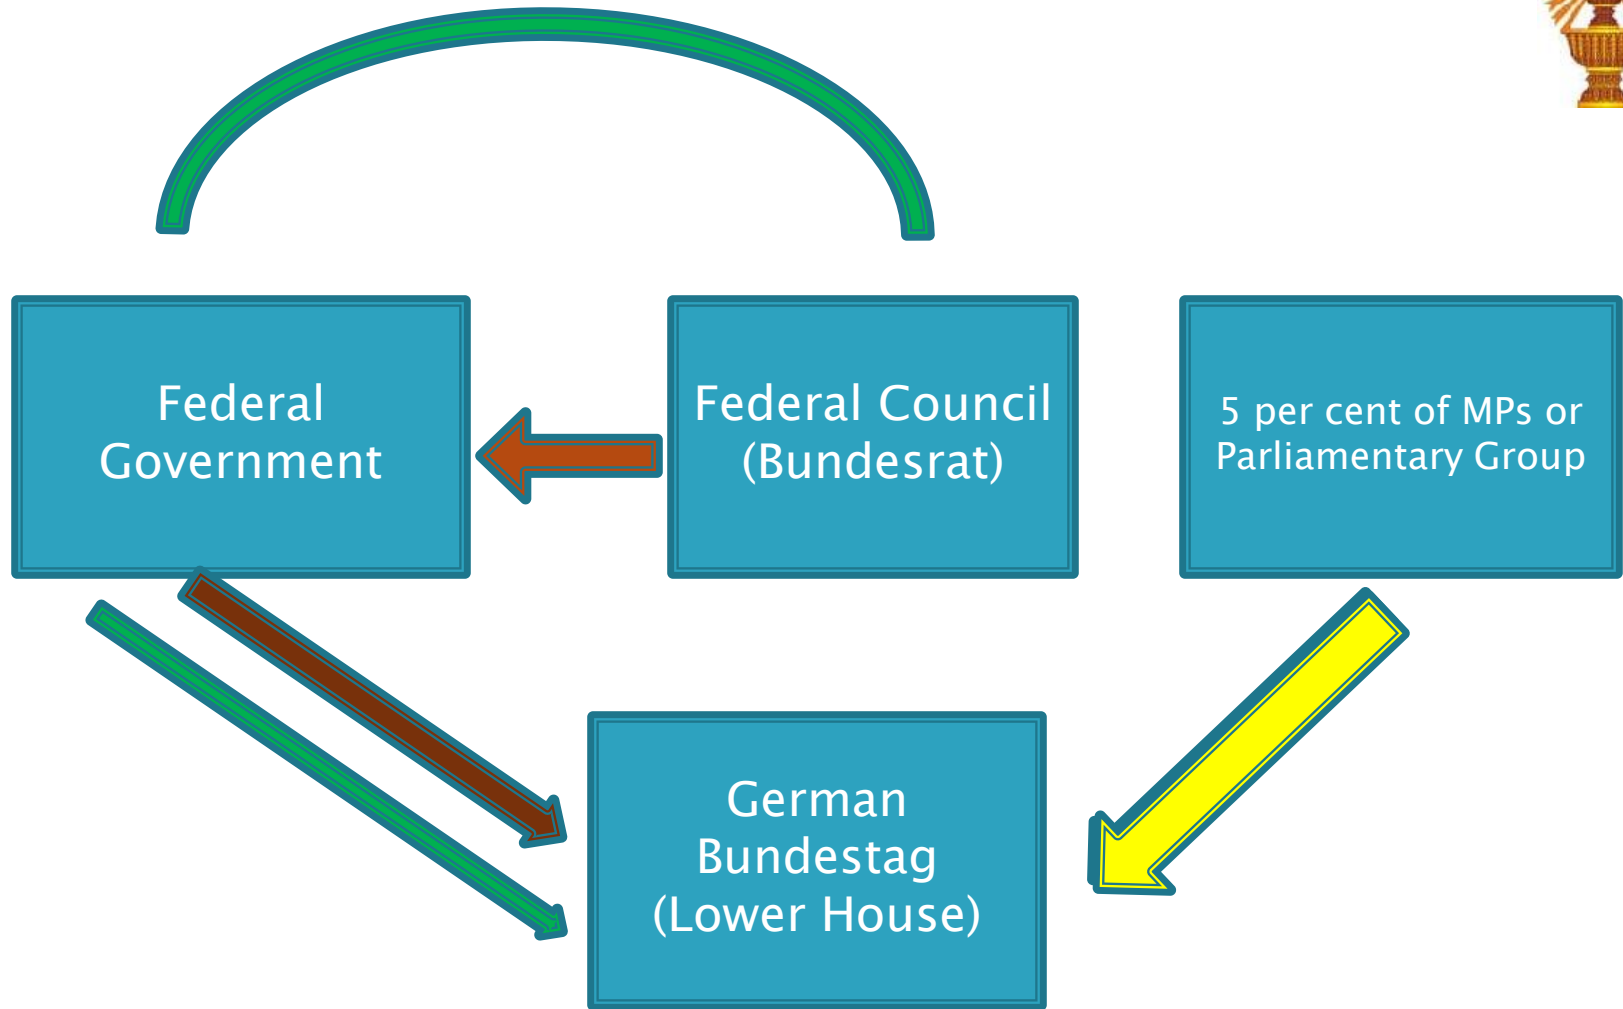 Federal
Government
Federal Council
(Bundesrat)
5 per cent of MPs or
Parliamentary Group
German
Bundestag
(Lower House)